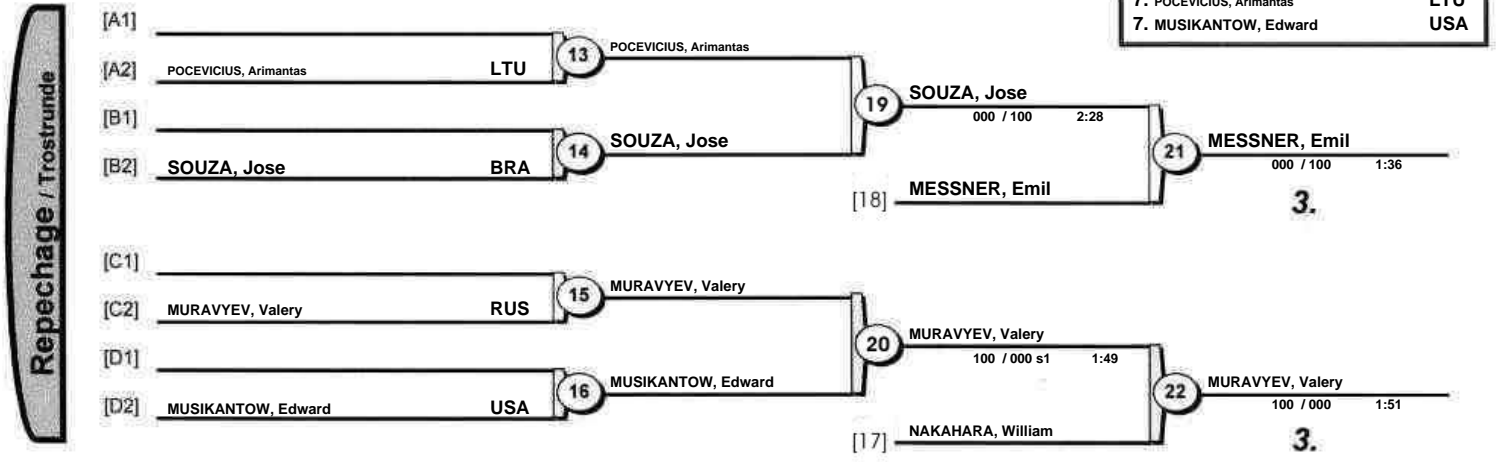 7. POCEVICIUS, Arimantas LTU
7. MUSIKANTOW, Edward USA
Repechage / Trostrunde
[A1]
[A2] POCEVICIUS, Arimantas LTU
13
POCEVICIUS, Arimantas
[B1]
[B2] SOUZA, Jose BRA
14
SOUZA, Jose
19
SOUZA, Jose
000 / 100 2:28
[18] MESSNER, Emil
21
MESSNER, Emil
000 / 100 1:36
3.
[C1]
[C2] MURAVYEV, Valery RUS
15
MURAVYEV, Valery
[D1]
[D2] MUSIKANTOW, Edward USA
16
MUSIKANTOW, Edward
20
MURAVYEV, Valery
100 / 000 s1 1:49
[17] NAKAHARA, William
22
MURAVYEV, Valery
100 / 000 1:51
3.